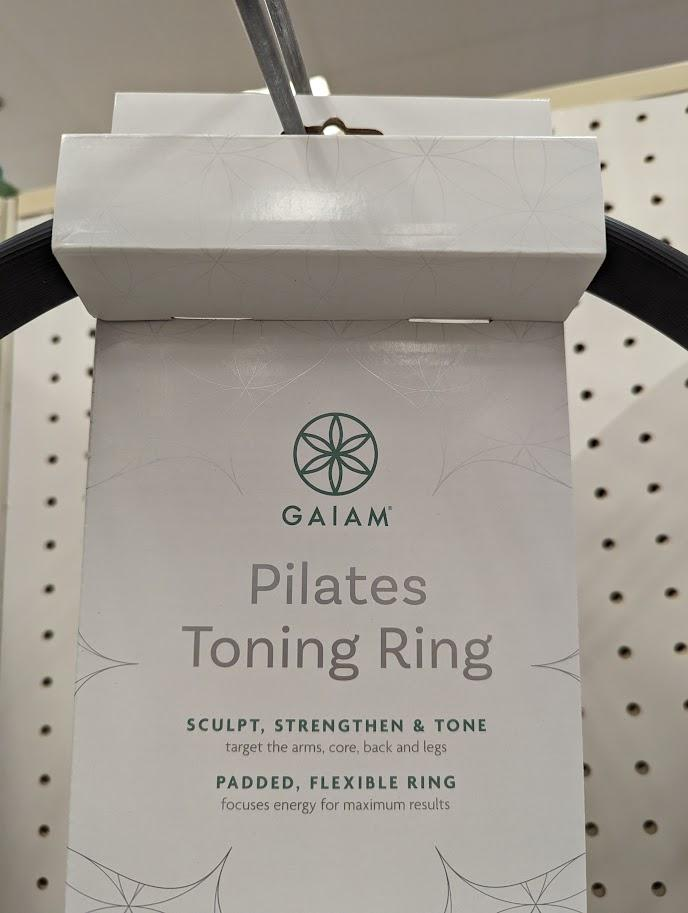 GAIAM®
Pilates
Toning Ring
SCULPT, STRENGTHEN & TONE
target the arms, core, back and legs
PADDED, FLEXIBLE RING
focuses energy for maximum results